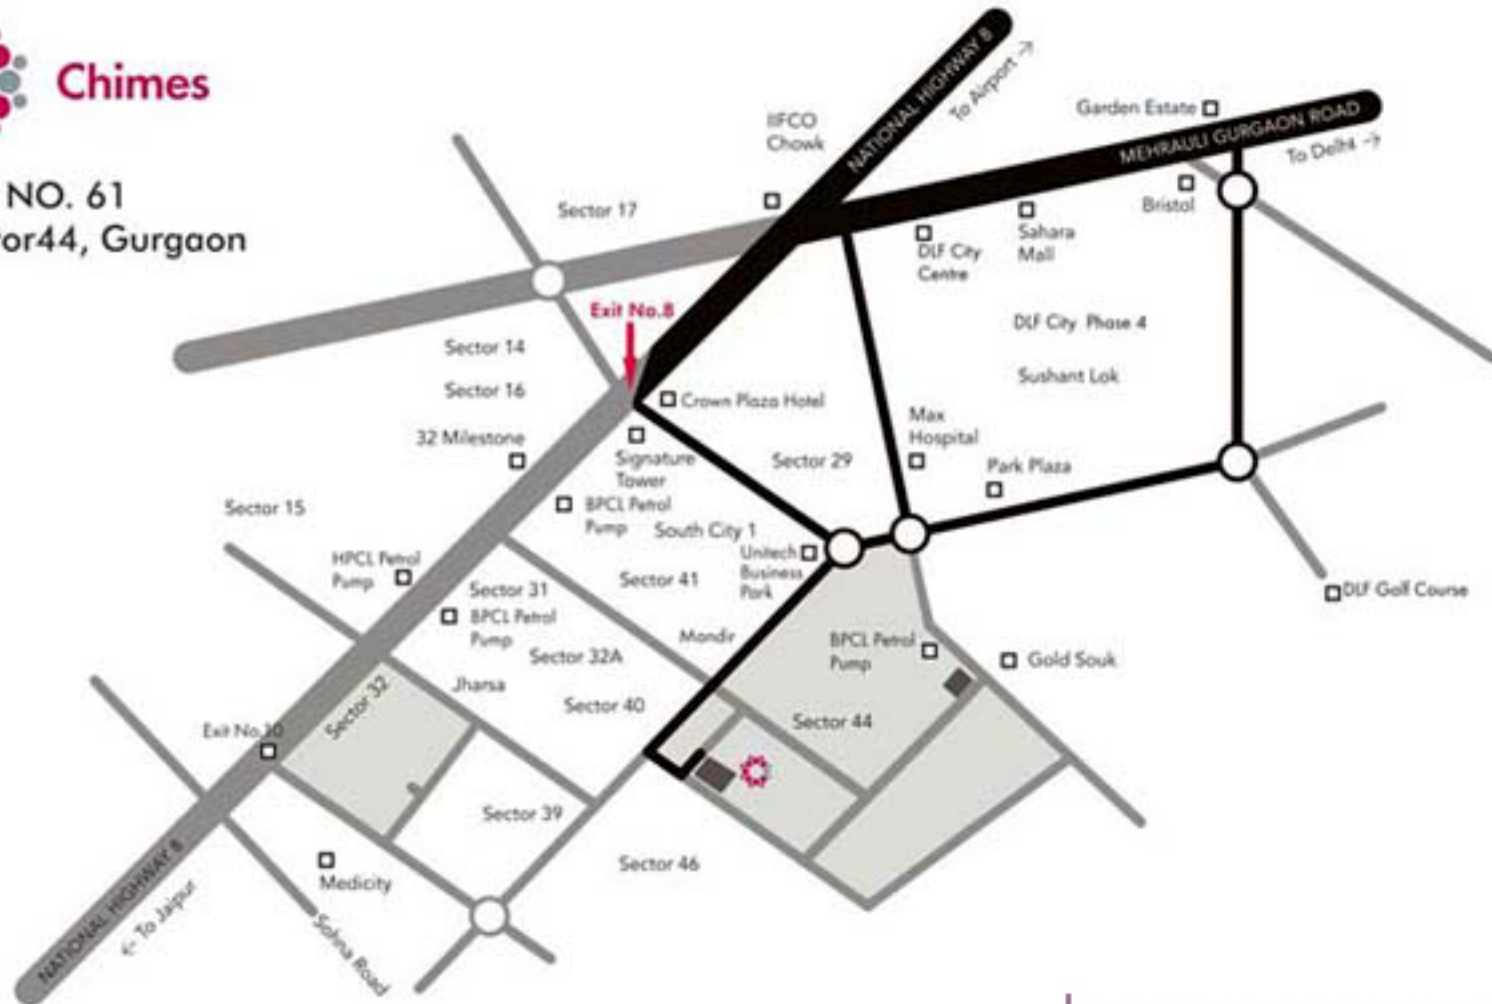 Chimes
NO. 61
or44, Gurgaon
NATIONAL HIGHWAY 8
To Airport →
IIFCO
Chowk
Garden Estate
MEHRAULI GURGAON ROAD
To Delhi →
Sector 17
Bristol
Sahara
Mall
DLF City
Centre
Exit No.8
DLF City Phase 4
Sector 14
Sushant Lok
Sector 16
Crown Plaza Hotel
Max
Hospital
32 Milestone
Signature
Tower
Sector 29
Park Plaza
Sector 15
BPCL Petrol
Pump
South City 1
Unitech
Business
Park
HPCL Petrol
Pump
Sector 31
Sector 41
DLF Golf Course
BPCL Petrol
Pump
Mandir
BPCL Petrol
Pump
Gold Souk
Sector 32A
Jharsa
Sector 32
Sector 40
Sector 44
Exit No.10
Sector 39
Sector 46
Medicity
NATIONAL HIGHWAY 8
← To Jaipur
Sohna Road